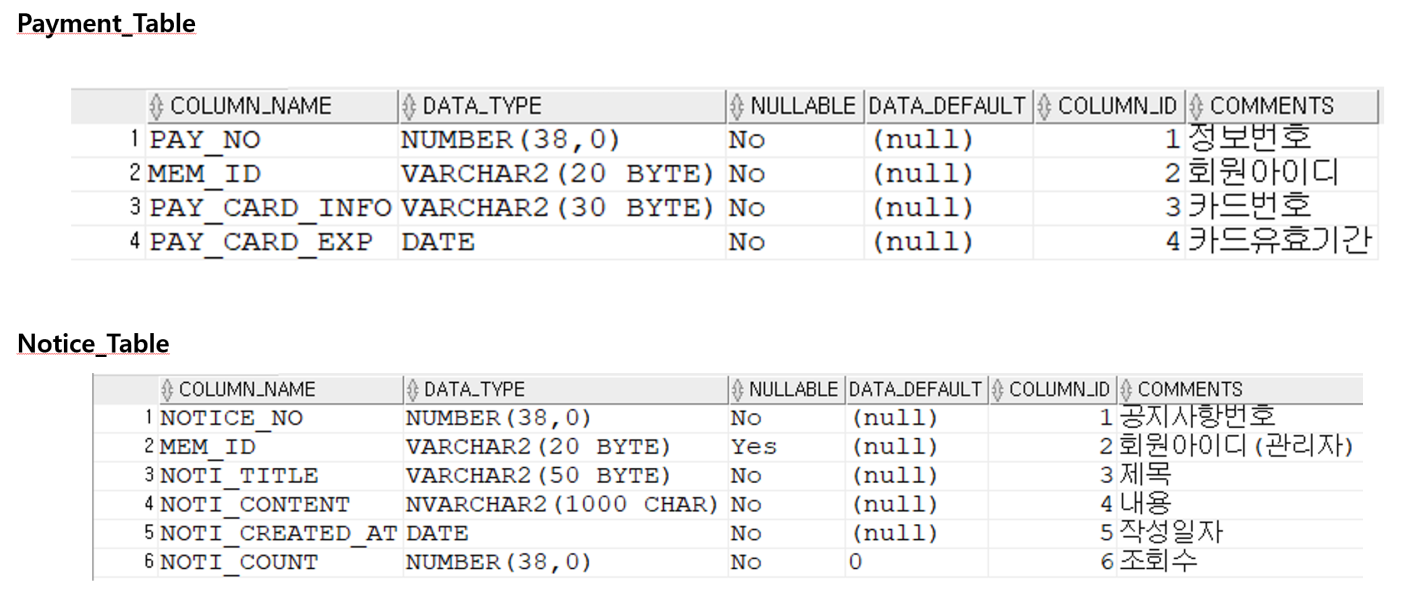 Payment_Table
COLUMN_NAME DATA_TYPE NULLABLE DATA_DEFAULT COLUMN_ID COMMENTS
1 PAY_NO NUMBER(38,0) No (null) 1 정보번호
2 MEM_ID VARCHAR2(20 BYTE) No (null) 2 회원아이디
3 PAY_CARD_INFO VARCHAR2(30 BYTE) No (null) 3 카드번호
4 PAY_CARD_EXP DATE No (null) 4 카드유효기간
Notice_Table
COLUMN_NAME DATA_TYPE NULLABLE DATA_DEFAULT COLUMN_ID COMMENTS
1 NOTICE_NO NUMBER(38,0) No (null) 1 공지사항번호
2 MEM_ID VARCHAR2(20 BYTE) Yes (null) 2 회원아이디(관리자)
3 NOTI_TITLE VARCHAR2(50 BYTE) No (null) 3 제목
4 NOTI_CONTENT NVARCHAR2(1000 CHAR) No (null) 4 내용
5 NOTI_CREATED_AT DATE No (null) 5 작성일자
6 NOTI_COUNT NUMBER(38,0) No 0 6 조회수